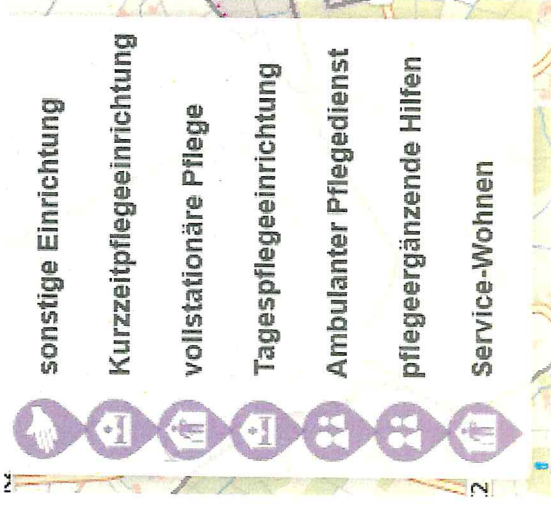 sonstige Einrichtung
Kurzzeitpflegeeinrichtung
vollstationäre Pflege
Tagespflegeeinrichtung
Ambulanter Pflegedienst
pflegeergänzende Hilfen
Service-Wohnen